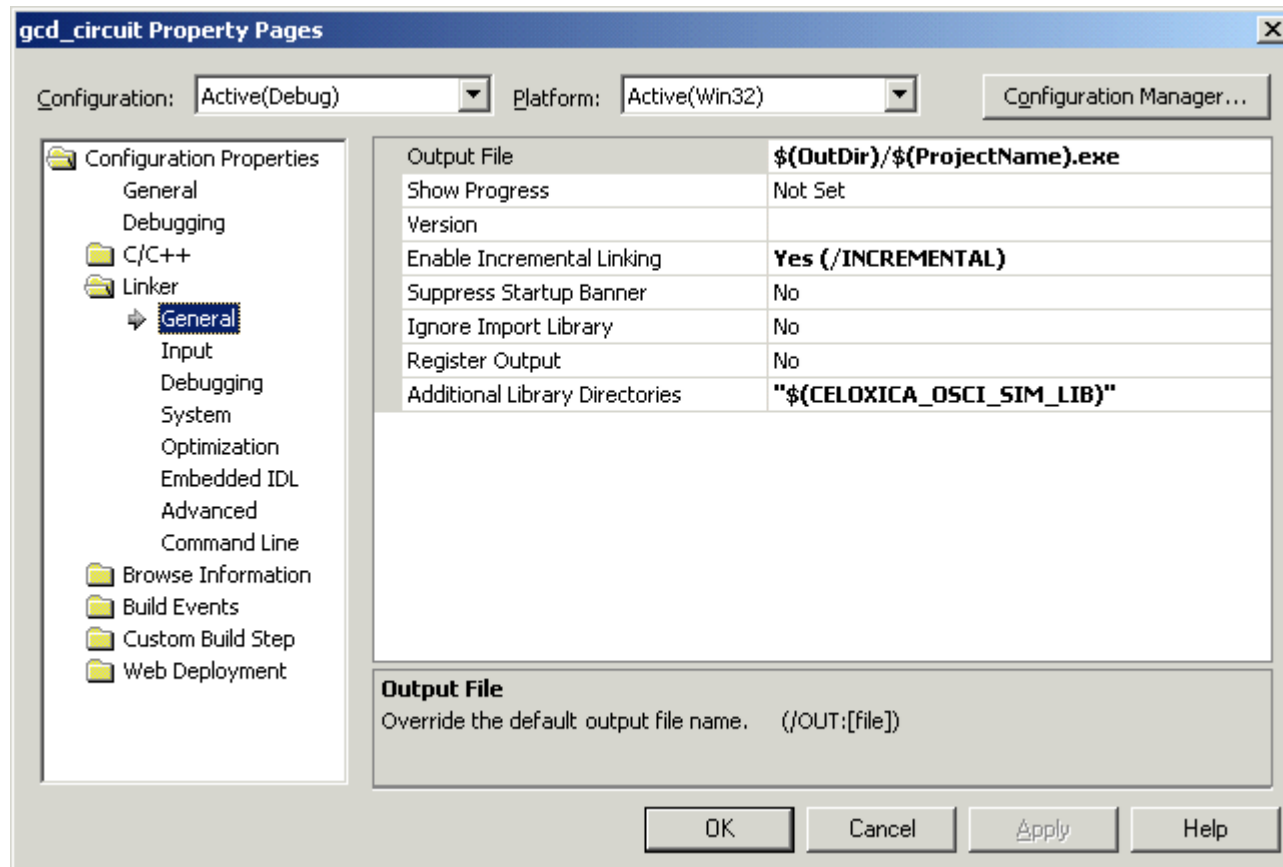 gcd_circuit Property Pages
Configuration: Active(Debug) Platform: Active(Win32) Configuration Manager...
Configuration Properties
General
Debugging
C/C++
Linker
General
Input
Debugging
System
Optimization
Embedded IDL
Advanced
Command Line
Browse Information
Build Events
Custom Build Step
Web Deployment
Output File $(OutDir)/$(ProjectName).exe
Show Progress Not Set
Version
Enable Incremental Linking Yes (/INCREMENTAL)
Suppress Startup Banner No
Ignore Import Library No
Register Output No
Additional Library Directories "$(CELOXICA_OSCI_SIM_LIB)"
Output File
Override the default output file name. (/OUT:[file])
OK Cancel Apply Help